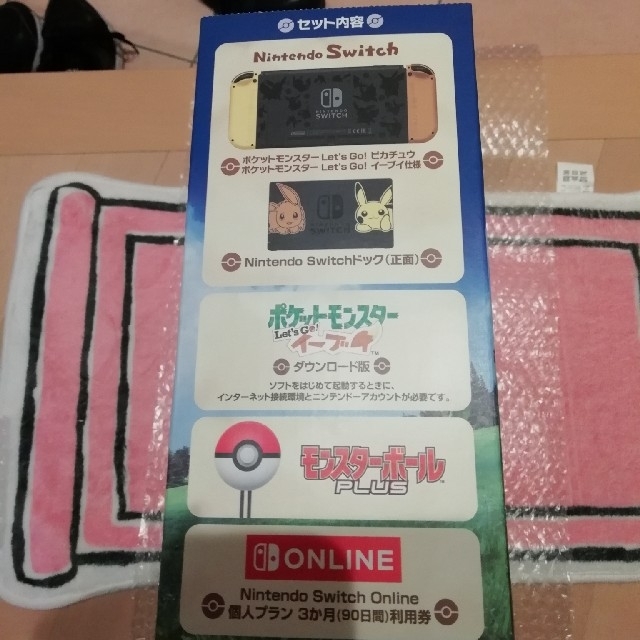 セット内容
Nintendo Switch
NINTENDO
SWITCH
ポケットモンスター Let's Go! ピカチュウ
ポケットモンスター Let's Go! イーブイ仕様
Nintendo Switchドック(正面)
ポケットモンスター
Let's Go! イーブイ
TM
ダウンロード版
ソフトをはじめて起動するときに、
インターネット接続環境とニンテンドーアカウントが必要です。
モンスターボール
PLUS
ONLINE
Nintendo Switch Online
個人プラン 3か月(90日間)利用券